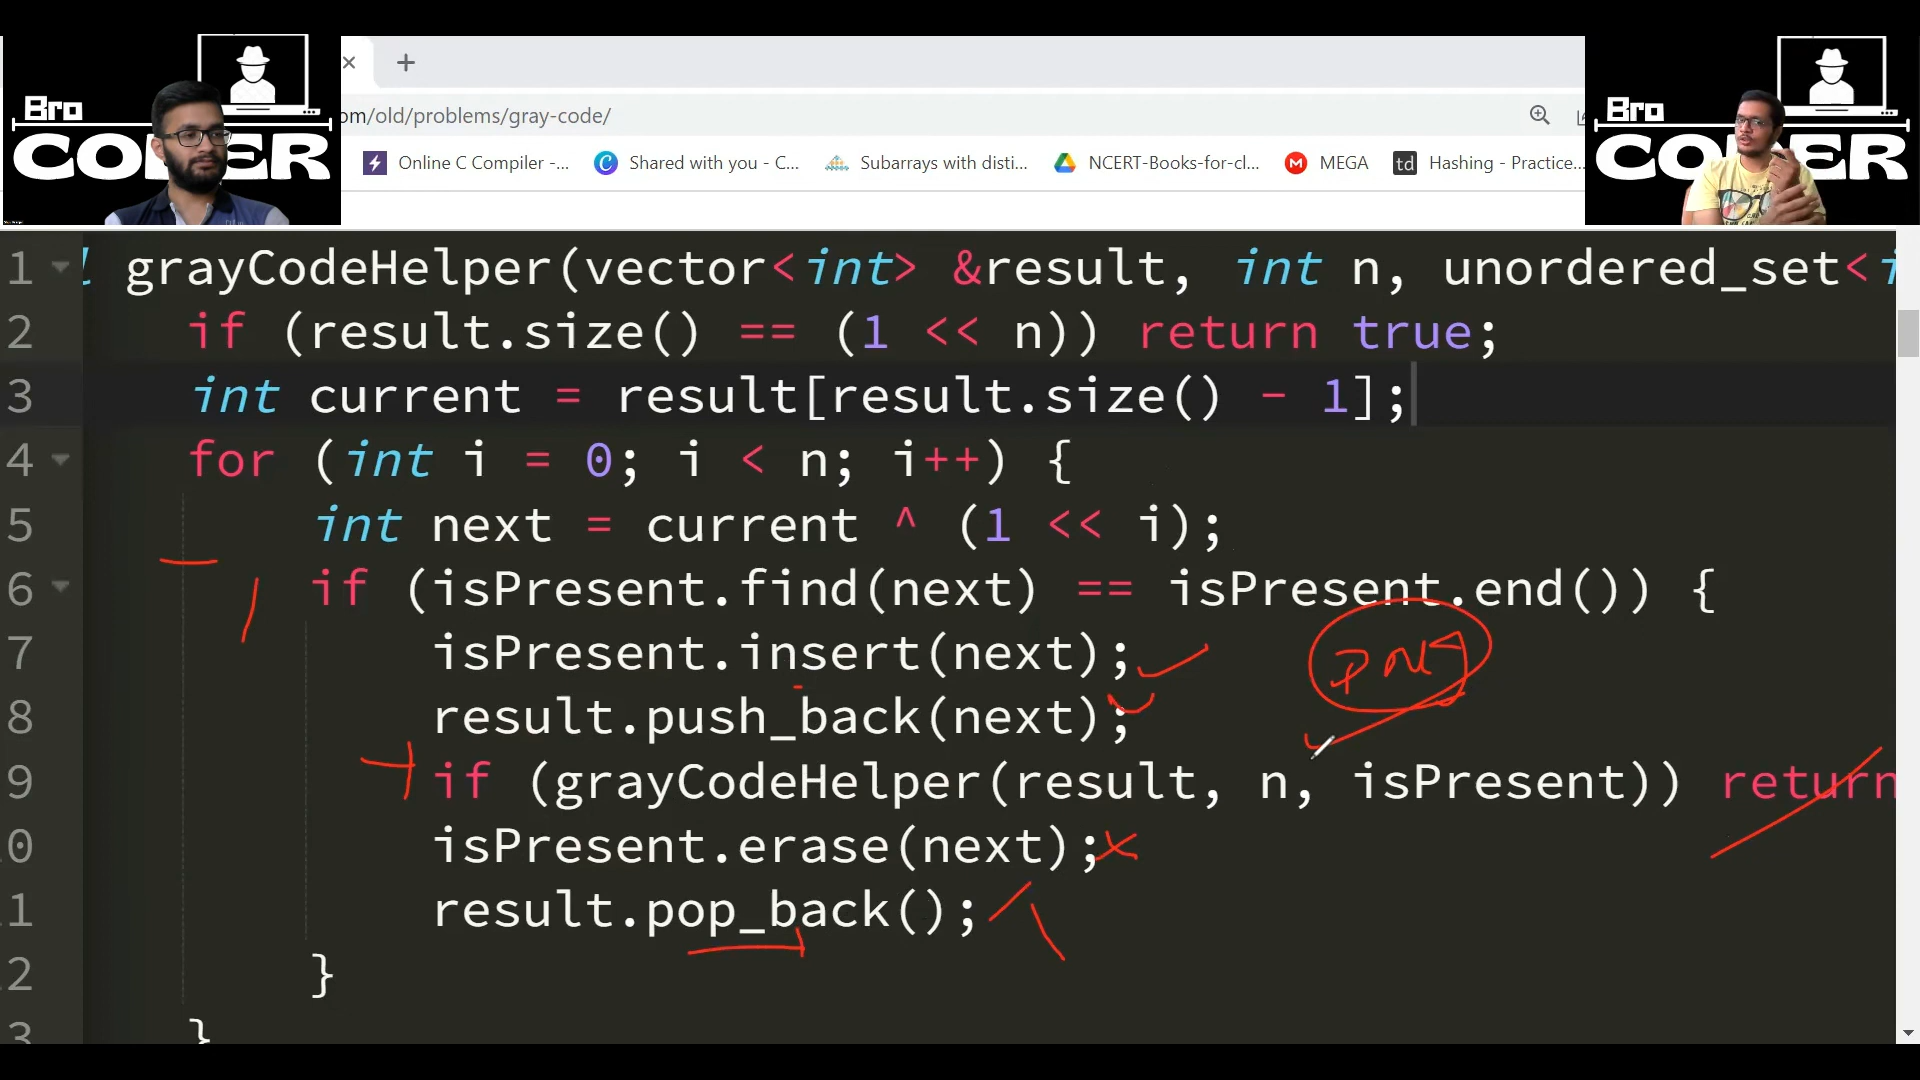 Bro
CODER
om/old/problems/gray-code/
Bro
CODER
Online C Compiler -...
Shared with you - C...
Subarrays with disti...
NCERT-Books-for-cl...
MEGA
td Hashing - Practice...
1 l grayCodeHelper(vector<int> &result, int n, unordered_set<i
2 if (result.size() == (1 << n)) return true;
3 int current = result[result.size() - 1];
4 for (int i = 0; i < n; i++) {
5 int next = current ^ (1 << i);
6 if (isPresent.find(next) == isPresent.end()) {
7 isPresent.insert(next);
8 result.push_back(next);
9 if (grayCodeHelper(result, n, isPresent)) return
0 isPresent.erase(next);
1 result.pop_back();
2 }
3 }